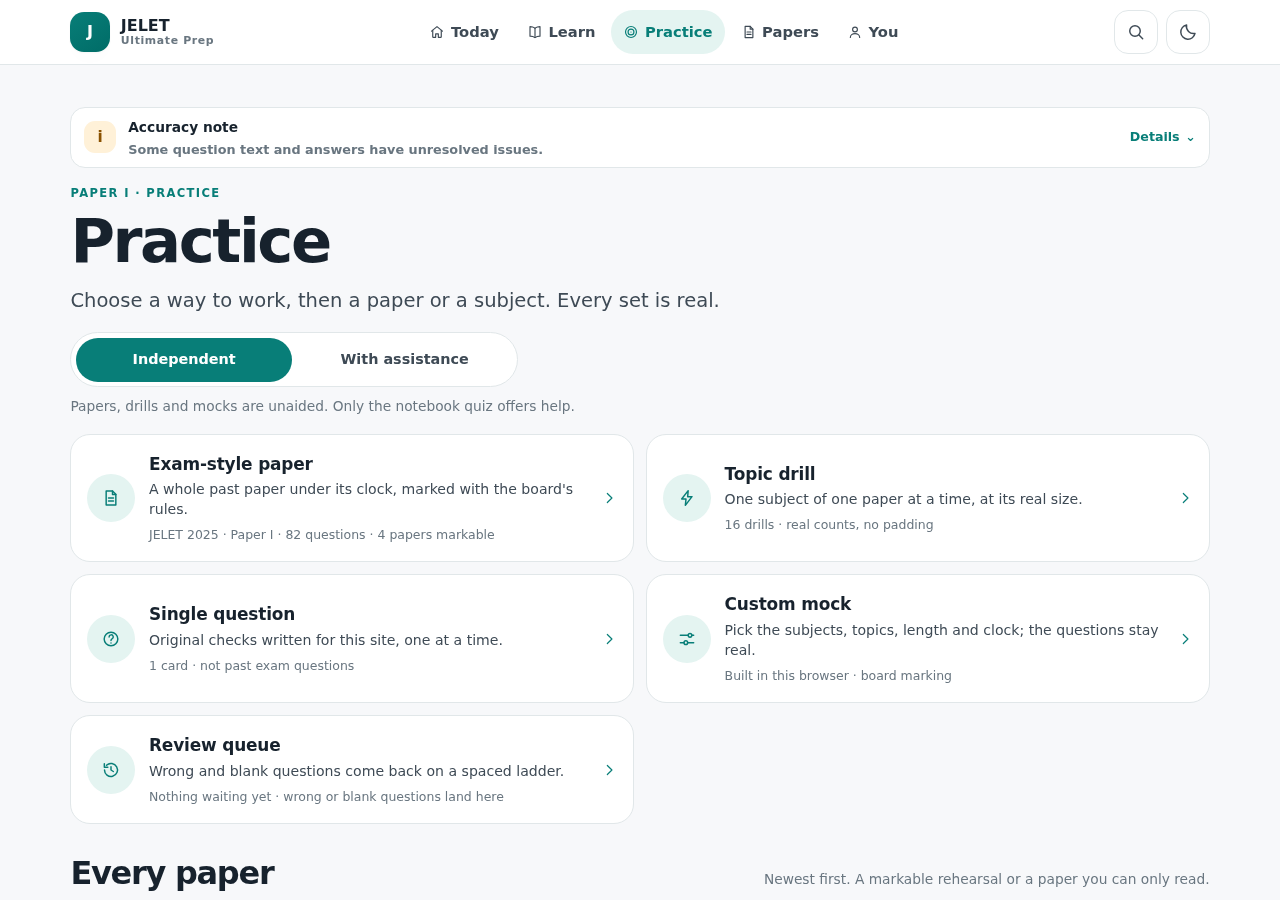 J
JELET
Ultimate Prep
Today
Learn
Practice
Papers
You
i
Accuracy note
Some question text and answers have unresolved issues.
Details
PAPER I · PRACTICE
Practice
Choose a way to work, then a paper or a subject. Every set is real.
Independent
With assistance
Papers, drills and mocks are unaided. Only the notebook quiz offers help.
Exam-style paper
A whole past paper under its clock, marked with the board's
rules.
JELET 2025 · Paper I · 82 questions · 4 papers markable
Topic drill
One subject of one paper at a time, at its real size.
16 drills · real counts, no padding
Single question
Original checks written for this site, one at a time.
1 card · not past exam questions
Custom mock
Pick the subjects, topics, length and clock; the questions stay
real.
Built in this browser · board marking
Review queue
Wrong and blank questions come back on a spaced ladder.
Nothing waiting yet · wrong or blank questions land here
Every paper
Newest first. A markable rehearsal or a paper you can only read.